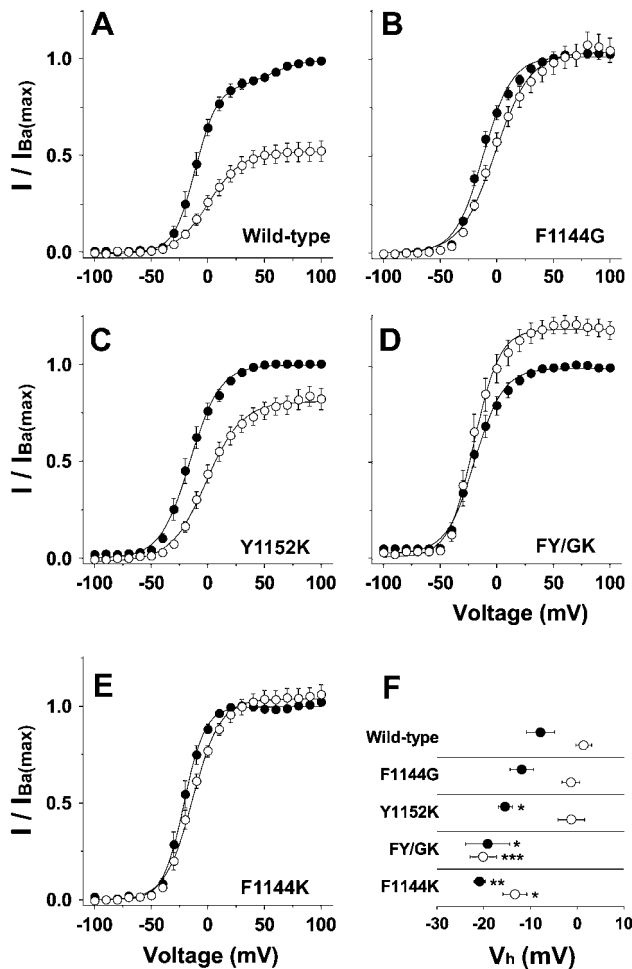 A
I / I_Ba(max)
1.0
0.5
0.0
Wild-type
-100 -50 0 50 100
B
1.0
0.5
0.0
F1144G
-100 -50 0 50 100
C
I / I_Ba(max)
1.0
0.5
0.0
Y1152K
-100 -50 0 50 100
D
1.0
0.5
0.0
FY/GK
-100 -50 0 50 100
Voltage (mV)
E
I / I_Ba(max)
1.0
0.5
0.0
F1144K
-100 -50 0 50 100
Voltage (mV)
F
Wild-type
F1144G
Y1152K *
FY/GK *
***
F1144K **
*
-30 -20 -10 0 10
V_h (mV)